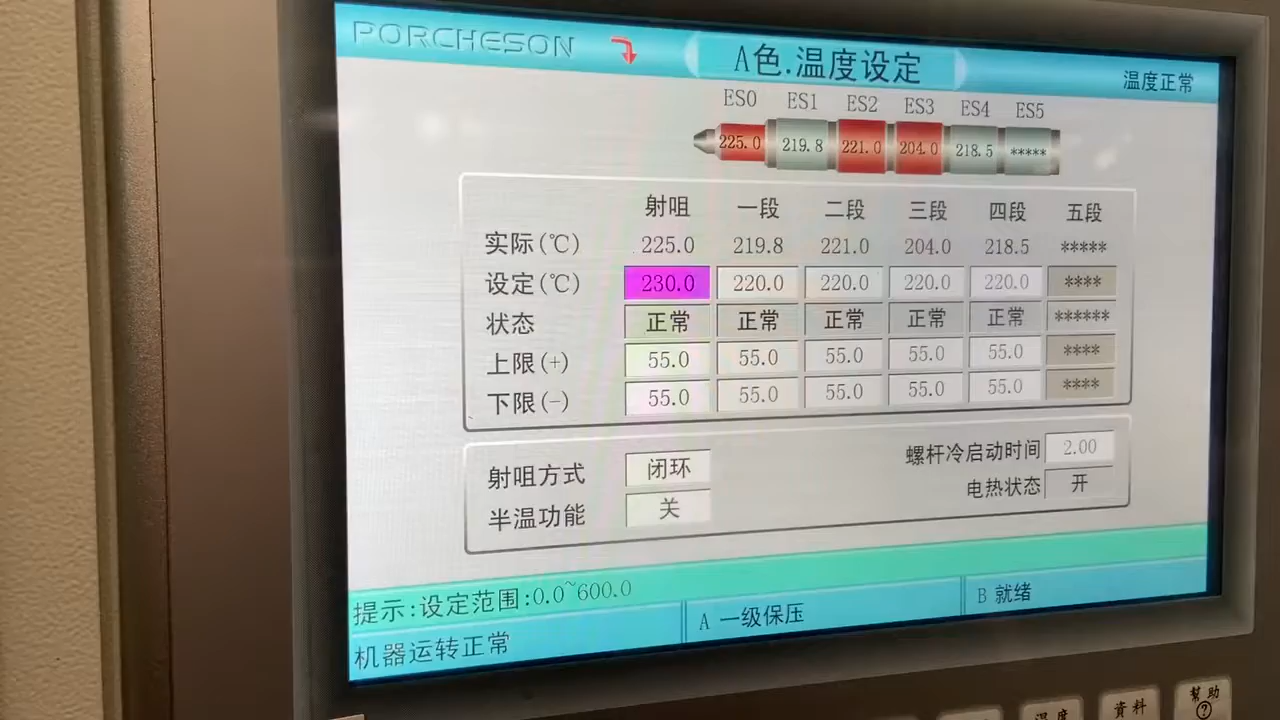 PORCHESON A色.温度设定 温度正常
ES0 ES1 ES2 ES3 ES4 ES5
225.0 219.8 221.0 204.0 218.5 *****
射咀 一段 二段 三段 四段 五段
实际(℃) 225.0 219.8 221.0 204.0 218.5 *****
设定(℃) 230.0 220.0 220.0 220.0 220.0 ****
状态 正常 正常 正常 正常 正常 ******
上限(+) 55.0 55.0 55.0 55.0 55.0 ****
下限(-) 55.0 55.0 55.0 55.0 55.0 ****
射咀方式 闭环 螺杆冷启动时间 2.00
半温功能 关 电热状态 开
提示:设定范围:0.0~600.0
机器运转正常 A 一级保压 B 就绪
温度 資料 幫助
?